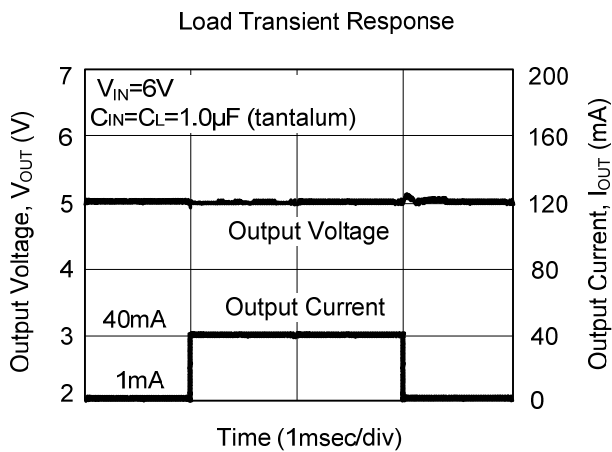 Load Transient Response
Output Voltage, VOUT (V)
7
6
5
4
3
2
VIN=6V
CIN=CL=1.0μF (tantalum)
Output Voltage
Output Current
40mA
1mA
200
160
120
80
40
0
Output Current, IOUT (mA)
Time (1msec/div)